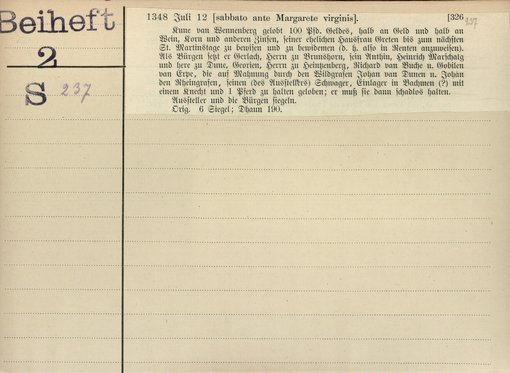 Beiheft
2
S 237
1348 Juli 12 [sabbato ante Margarete virginis]. [326
237
Kune van Wennenberg gelobt 100 Pfd. Geldes, halb an Geld und halb an
Wein, Korn und anderen Zinsen, seiner ehelichen Hausfrau Greten bis zum nächsten
St. Martinstage zu bewisen und zu bewidemen (d. h. also in Renten anzuweisen).
Als Bürgen setzt er Gerlach, Herrn zu Brunshorn, sin Anthin, Heinrich Marschalg
und here zu Dune, Georien, Herrn zu Heintzenberg, Richard van Buche u. Gobilen
van Erpe, die auf Mahnung durch den Wildgrafen Johan van Dunen u. Johan
den Rheingrafen, seinen (des Ausstellers) Schwager, Einlager in Bachmen (?) mit
einem Knecht und 1 Pferd zu halten geloben; er muß sie dann schadlos halten.
Aussteller und die Bürgen siegeln.
Orig. 6 Siegel; Dhaun 190.